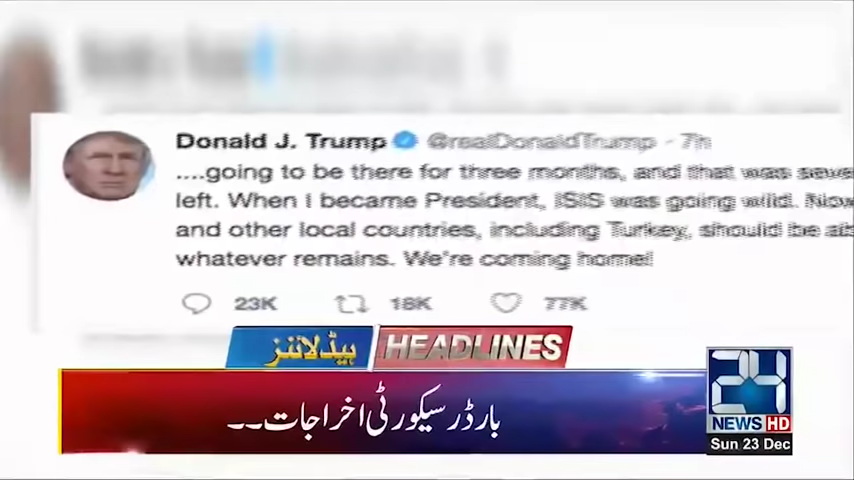 Donald J. Trump @realDonaldTrump - 7h
....going to be there for three months, and that was seve
left. When I became President, ISIS was going wild. Now
and other local countries, including Turkey, should be ab
whatever remains. We're coming home!
23K 18K 77K
ہیڈلائنز HEADLINES
بارڈر سیکورٹی اخراجات۔۔
24
NEWS HD
Sun 23 Dec